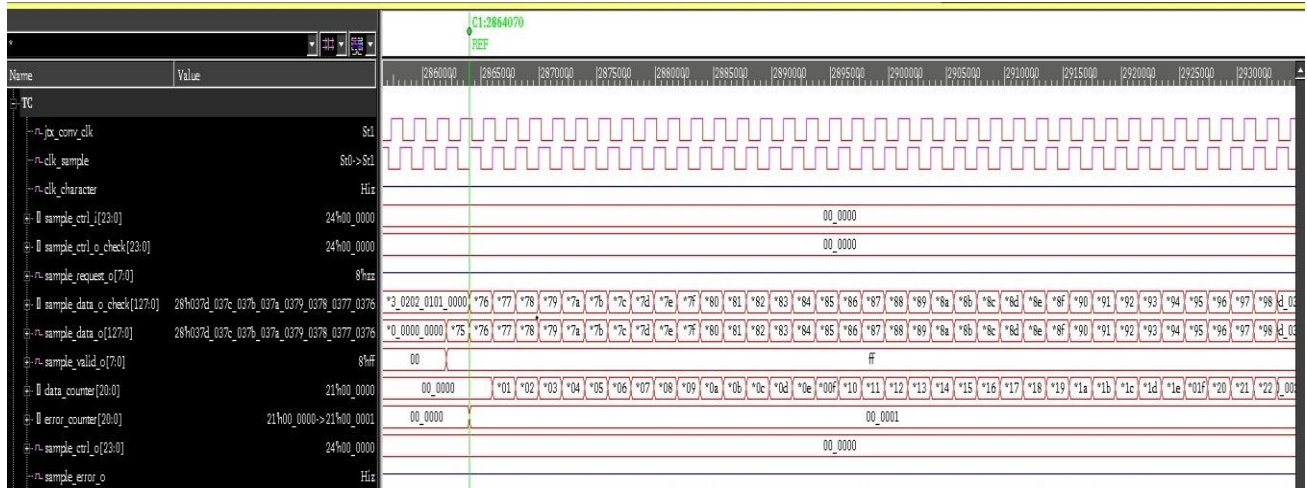 C1:2864070
REF
*
Name Value 2860000 2865000 2870000 2875000 2880000 2885000 2890000 2895000 2900000 2905000 2910000 2915000 2920000 2925000 2930000
TC
jtx_conv_clk St1
clk_sample St0->St1
clk_character Hiz
sample_ctrl_i[23:0] 24'h00_0000 00_0000
sample_ctrl_o_check[23:0] 24'h00_0000 00_0000
sample_request_o[7:0] 8'hzz
sample_data_o_check[127:0] 28'h037d_037c_037b_037a_0379_0378_0377_0376 *3_0202_0101_0000 *76 *77 *78 *79 *7a *7b *7c *7d *7e *7f *80 *81 *82 *83 *84 *85 *86 *87 *88 *89 *8a *8b *8c *8d *8e *8f *90 *91 *92 *93 *94 *95 *96 *97 *98 d_03
sample_data_o[127:0] 28'h037d_037c_037b_037a_0379_0378_0377_0376 *0_0000_0000 *75 *76 *77 *78 *79 *7a *7b *7c *7d *7e *7f *80 *81 *82 *83 *84 *85 *86 *87 *88 *89 *8a *8b *8c *8d *8e *8f *90 *91 *92 *93 *94 *95 *96 *97 *98 d_03
sample_valid_o[7:0] 8'hff 00 ff
data_counter[20:0] 21'h00_0000 00_0000 *01 *02 *03 *04 *05 *06 *07 *08 *09 *0a *0b *0c *0d *0e *00f *10 *11 *12 *13 *14 *15 *16 *17 *18 *19 *1a *1b *1c *1d *1e *01f *20 *21 *22 _00
error_counter[20:0] 21'h00_0000->21'h00_0001 00_0000 00_0001
sample_ctrl_o[23:0] 24'h00_0000 00_0000
sample_error_o Hiz